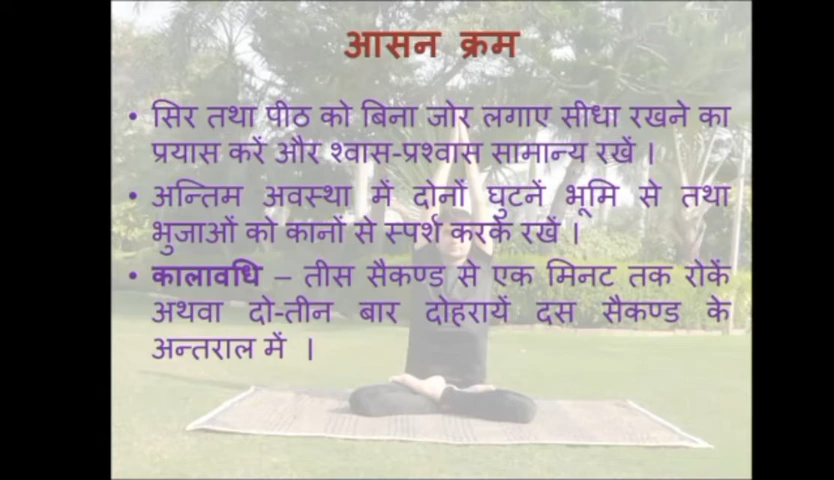 आसन क्रम
• सिर तथा पीठ को बिना जोर लगाए सीधा रखने का
प्रयास करें और श्वास-प्रश्वास सामान्य रखें ।
• अन्तिम अवस्था में दोनों घुटनें भूमि से तथा
भुजाओं को कानों से स्पर्श करके रखें ।
• कालावधि – तीस सैकण्ड से एक मिनट तक रोकें
अथवा दो-तीन बार दोहरायें दस सैकण्ड के
अन्तराल में ।